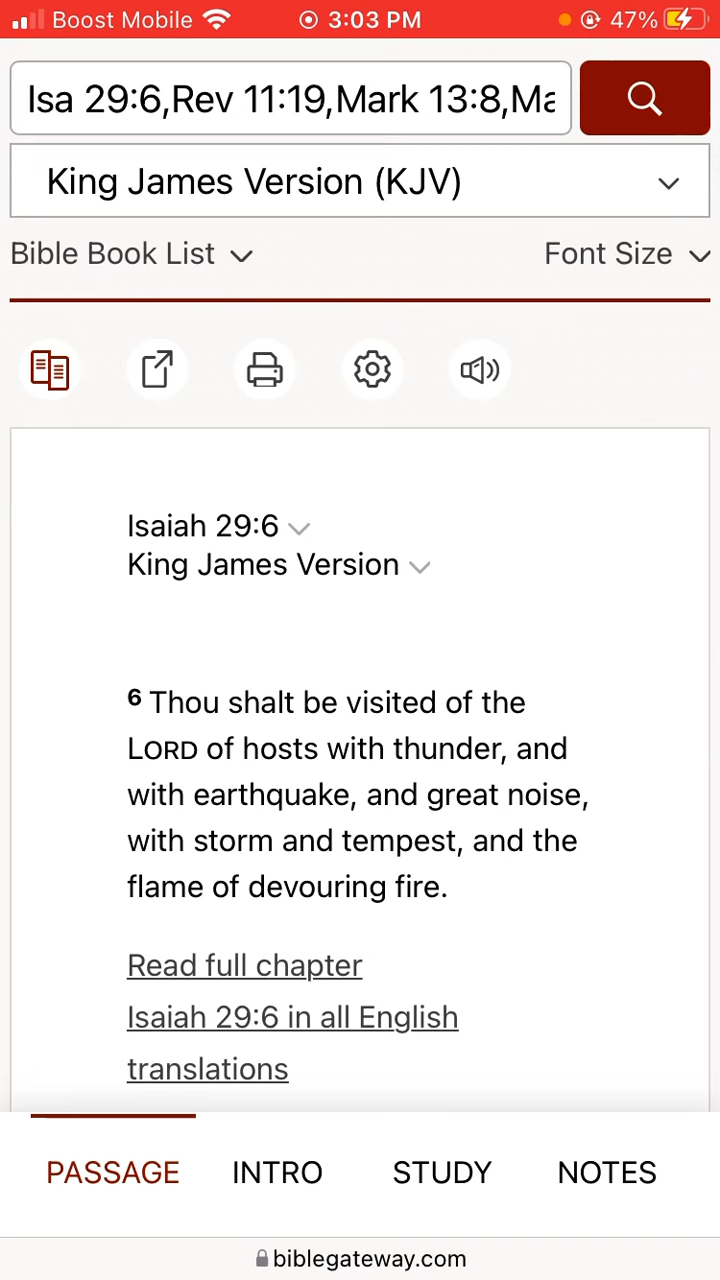 Boost Mobile 3:03 PM 47%
Isa 29:6,Rev 11:19,Mark 13:8,Ma
King James Version (KJV)
Bible Book List Font Size
Isaiah 29:6
King James Version
6 Thou shalt be visited of the
LORD of hosts with thunder, and
with earthquake, and great noise,
with storm and tempest, and the
flame of devouring fire.
Read full chapter
Isaiah 29:6 in all English
translations
PASSAGE INTRO STUDY NOTES
biblegateway.com